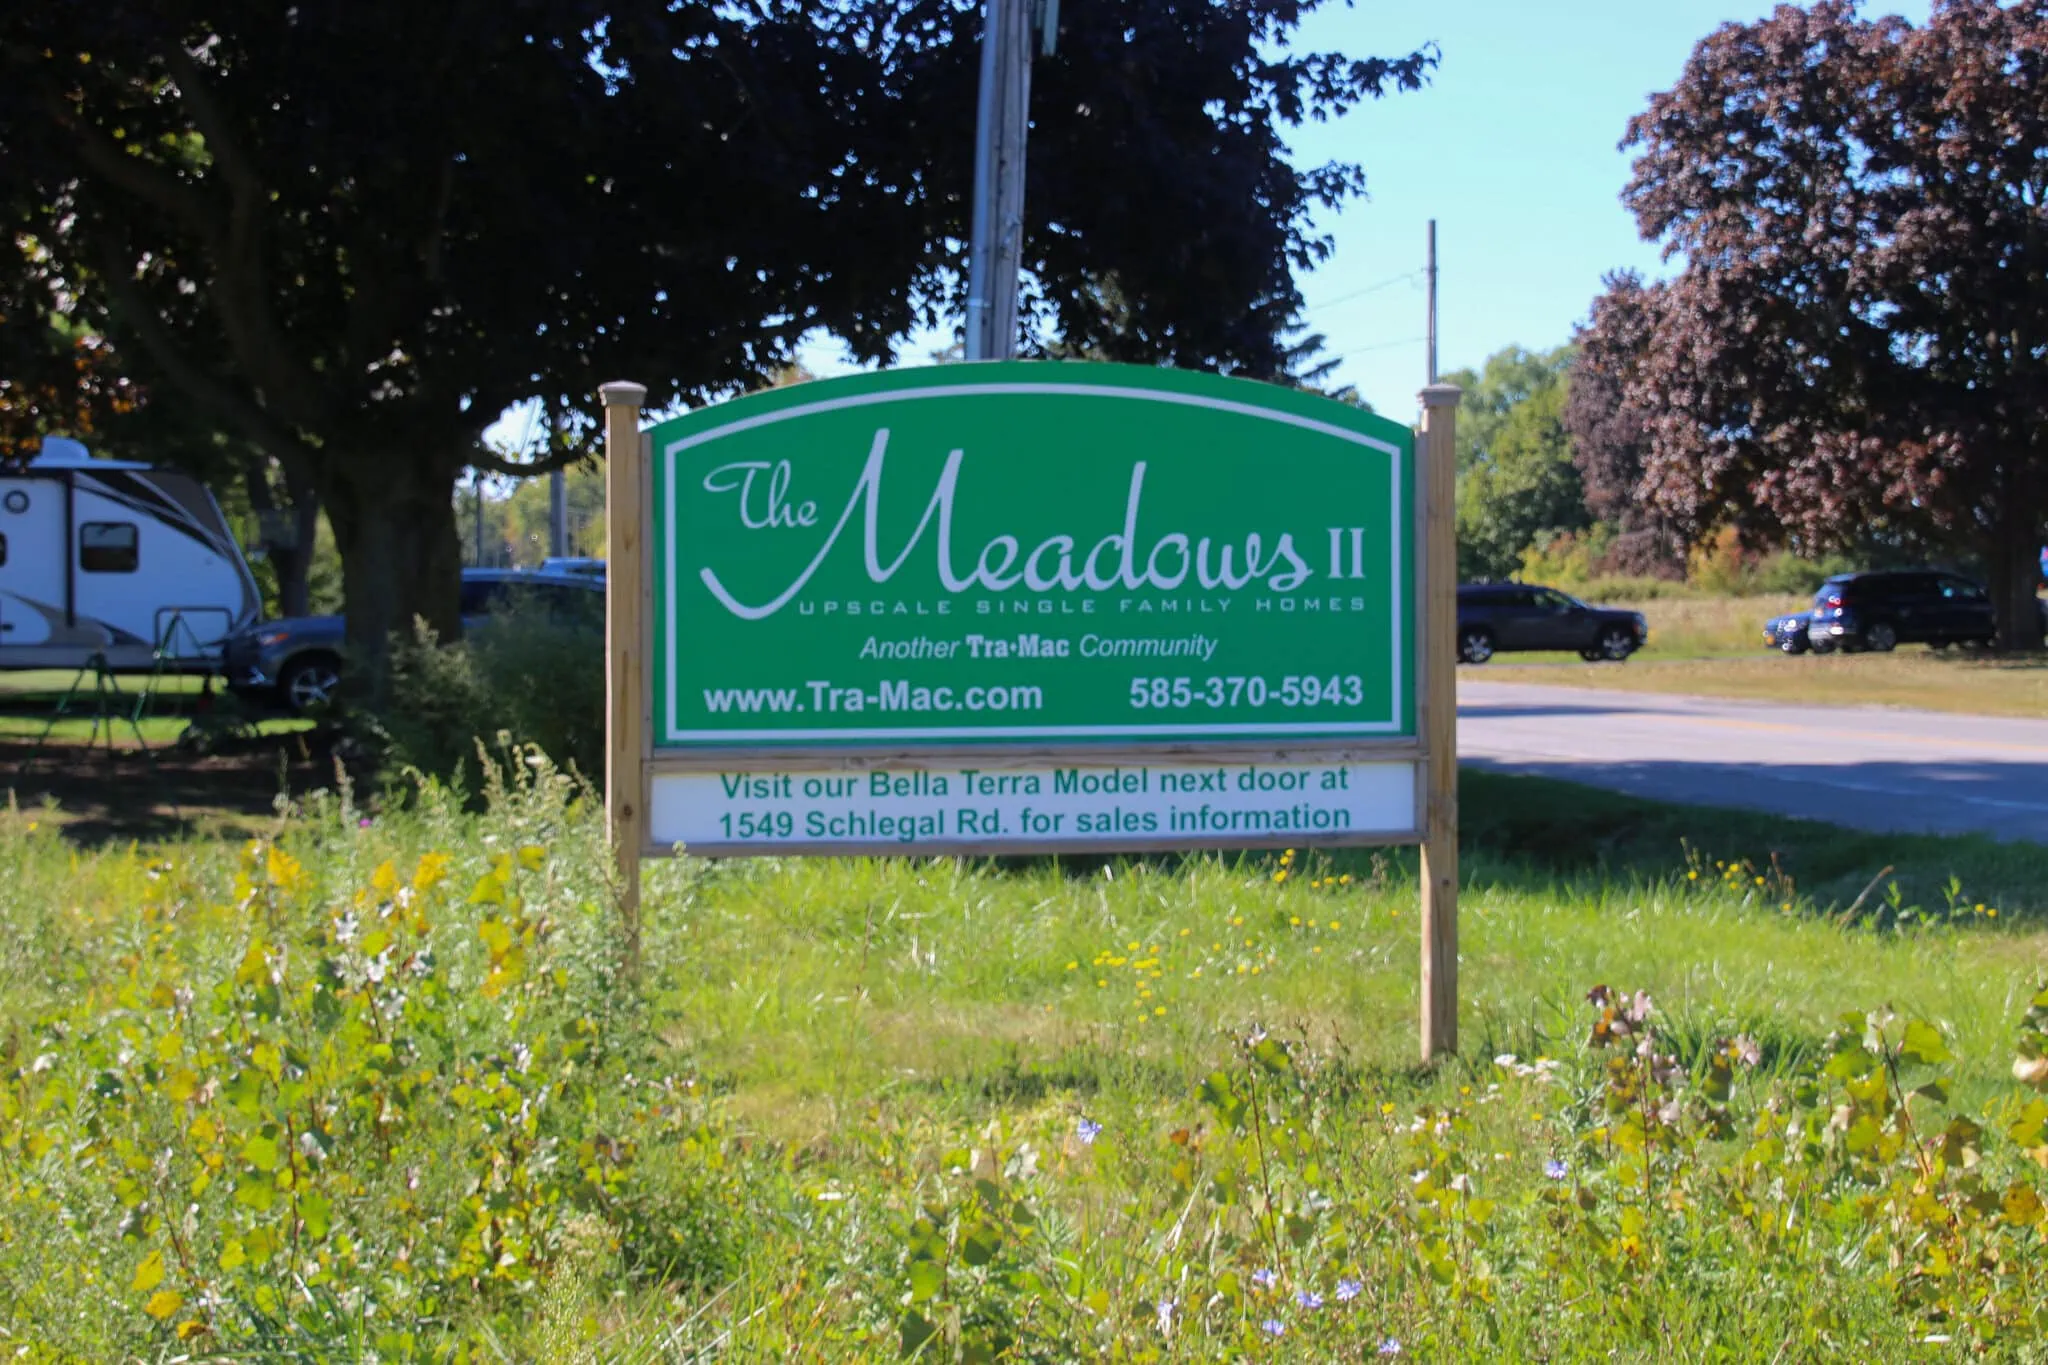 The Meadows II
UPSCALE SINGLE FAMILY HOMES
Another Tra•Mac Community
www.Tra-Mac.com 585-370-5943
Visit our Bella Terra Model next door at
1549 Schlegal Rd. for sales information